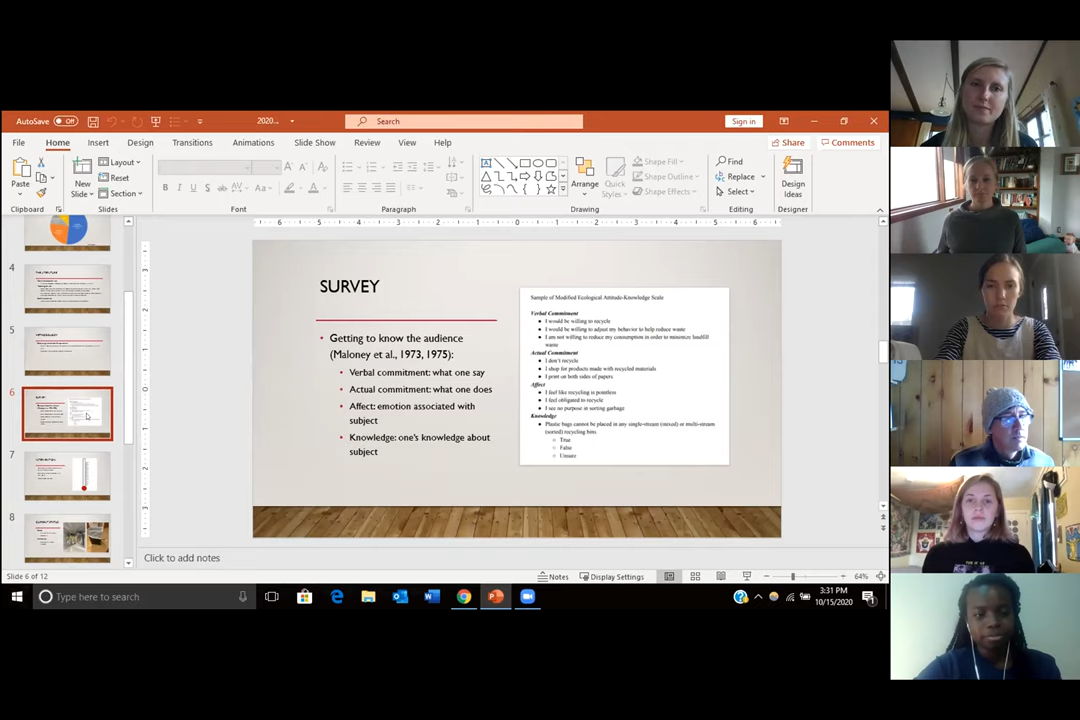 AutoSave
Off
2020...
Search
Sign in
File
Home
Insert
Design
Transitions
Animations
Slide Show
Review
View
Help
Share
Comments
Paste
New
Slide
Layout
Reset
Section
Arrange
Quick
Styles
Shape Fill
Shape Outline
Shape Effects
Find
Replace
Select
Design
Ideas
Clipboard
Slides
Font
Paragraph
Drawing
Editing
Designer
4
5
6
7
8
SURVEY
Getting to know the audience
(Maloney et al., 1973, 1975):
Verbal commitment: what one say
Actual commitment: what one does
Affect: emotion associated with
subject
Knowledge: one's knowledge about
subject
Sample of Modified Ecological Attitude-Knowledge Scale
Verbal Commitment
I would be willing to recycle
I would be willing to adjust my behavior to help reduce waste
I am not willing to reduce my consumption in order to minimize landfill
waste
Actual Commitment
I don't recycle
I shop for products made with recycled materials
I print on both sides of papers
Affect
I feel like recycling is pointless
I feel obligated to recycle
I see no purpose in sorting garbage
Knowledge
Plastic bags cannot be placed in any single-stream (mixed) or multi-stream
(sorted) recycling bins
True
False
Unsure
Click to add notes
Slide 6 of 12
Notes
Display Settings
64%
Type here to search
3:31 PM
10/15/2020